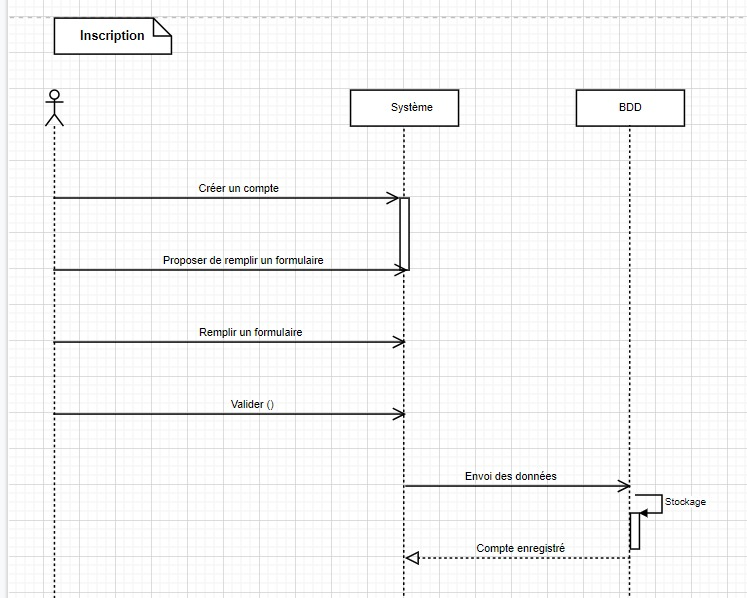 Inscription
Système
BDD
Créer un compte
Proposer de remplir un formulaire
Remplir un formulaire
Valider ()
Envoi des données
Stockage
Compte enregistré